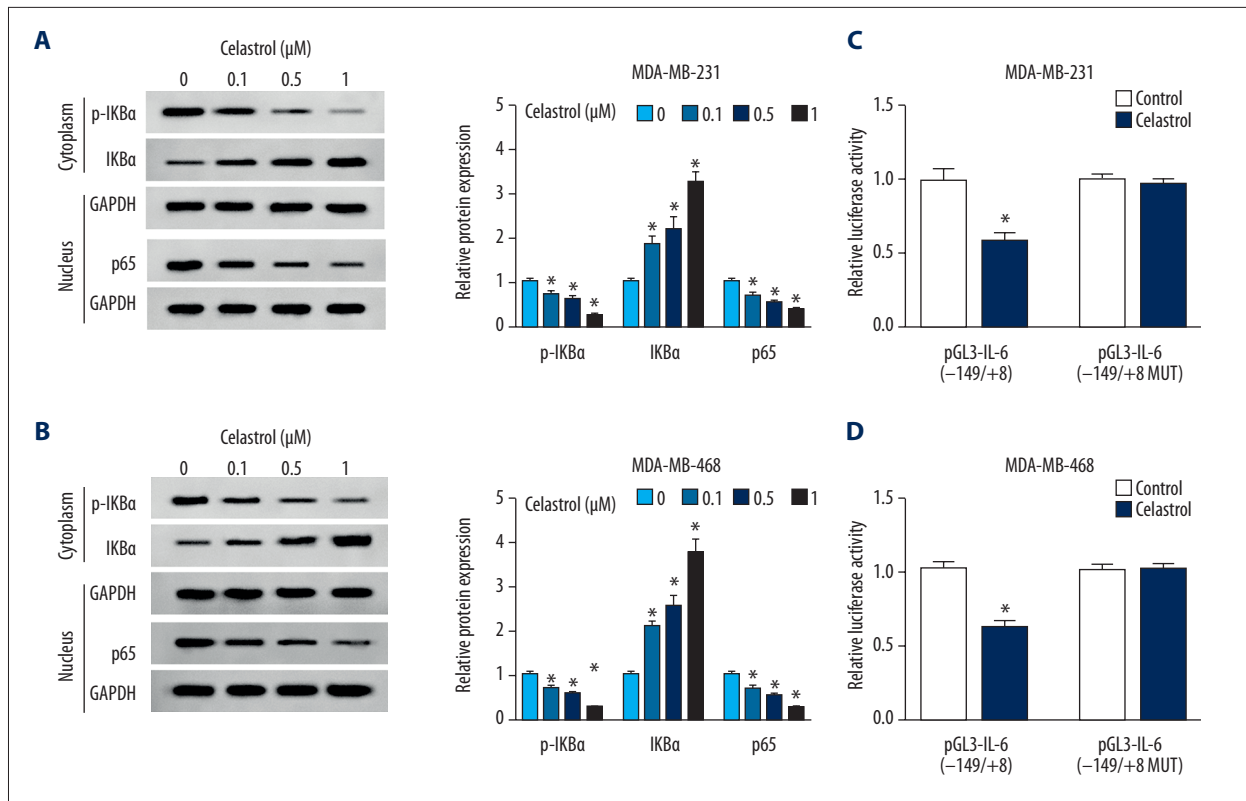 A
Celastrol (µM)
0 0.1 0.5 1
Cytoplasm
p-IKBα
IKBα
Nucleus
GAPDH
p65
GAPDH
MDA-MB-231
Celastrol (µM) 0 0.1 0.5 1
Relative protein expression
5
4
3
2
1
0
* * * * * * * * *
p-IKBα IKBα p65
C
MDA-MB-231
Control
Celastrol
Relative luciferase activity
1.5
1.0
0.5
0.0
*
pGL3-IL-6 pGL3-IL-6
(–149/+8) (–149/+8 MUT)
B
Celastrol (µM)
0 0.1 0.5 1
Cytoplasm
p-IKBα
IKBα
Nucleus
GAPDH
p65
GAPDH
MDA-MB-468
Celastrol (µM) 0 0.1 0.5 1
Relative protein expression
5
4
3
2
1
0
* * * * * * * * *
p-IKBα IKBα p65
D
MDA-MB-468
Control
Celastrol
Relative luciferase activity
1.5
1.0
0.5
0.0
*
pGL3-IL-6 pGL3-IL-6
(–149/+8) (–149/+8 MUT)